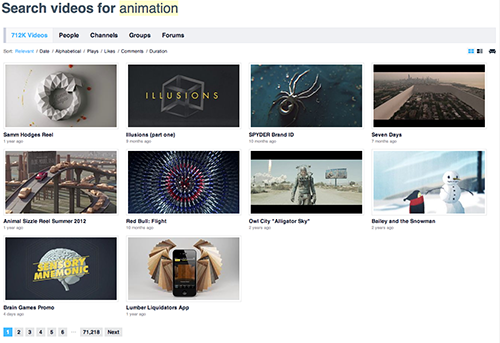 Search videos for animation
712K Videos People Channels Groups Forums
Sort: Relevant / Date / Alphabetical / Plays / Likes / Comments / Duration
ILLUSIONS
Samm Hodges Reel
1 year ago
Illusions (part one)
9 months ago
SPYDER Brand ID
10 months ago
Seven Days
7 months ago
Animal Sizzle Reel Summer 2012
1 year ago
Red Bull: Flight
10 months ago
Owl City "Alligator Sky"
3 years ago
Bailey and the Snowman
3 years ago
SENSORY
MNEMONIC
Brain Games Promo
4 days ago
Lumber Liquidators App
1 year ago
1 2 3 4 5 6 ... 71,218 Next